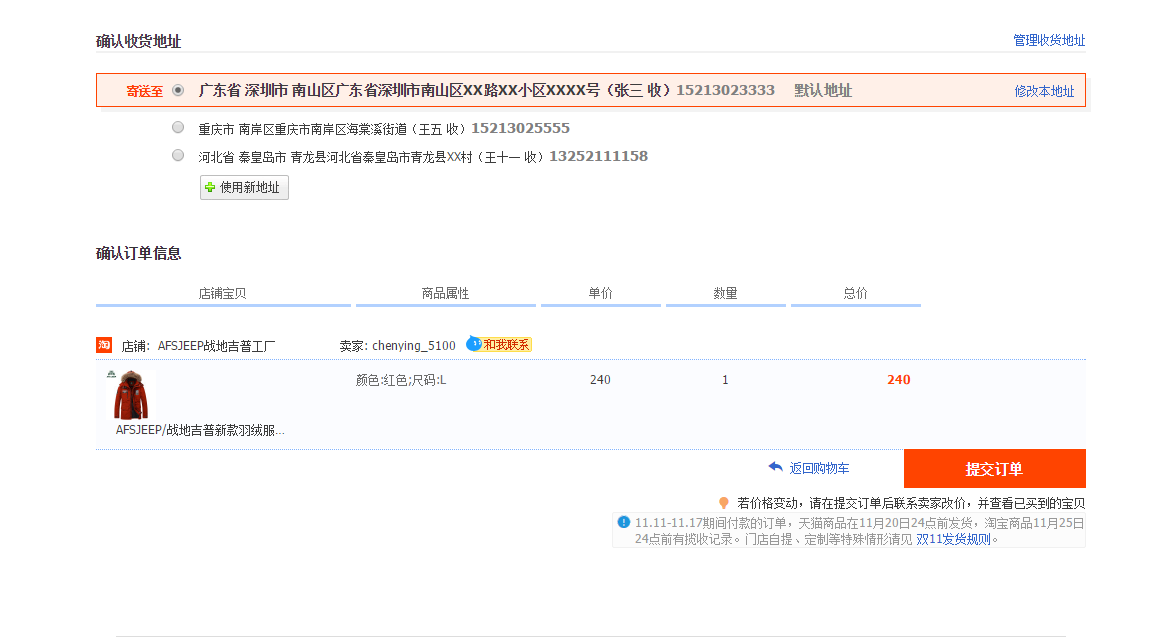 确认收货地址 管理收货地址
寄送至 广东省 深圳市 南山区广东省深圳市南山区XX路XX小区XXXX号（张三 收）15213023333 默认地址 修改本地址
重庆市 南岸区重庆市南岸区海棠溪街道（王五 收）15213025555
河北省 秦皇岛市 青龙县河北省秦皇岛市青龙县XX村（王十一 收）13252111158
使用新地址
确认订单信息
店铺宝贝 商品属性 单价 数量 总价
淘 店铺: AFSJEEP战地吉普工厂 卖家: chenying_5100 和我联系
颜色:红色;尺码:L 240 1 240
AFSJEEP/战地吉普新款羽绒服...
返回购物车 提交订单
若价格变动，请在提交订单后联系卖家改价，并查看已买到的宝贝
11.11-11.17期间付款的订单，天猫商品在11月20日24点前发货，淘宝商品11月25日
24点前有揽收记录。门店自提、定制等特殊情形请见 双11发货规则。